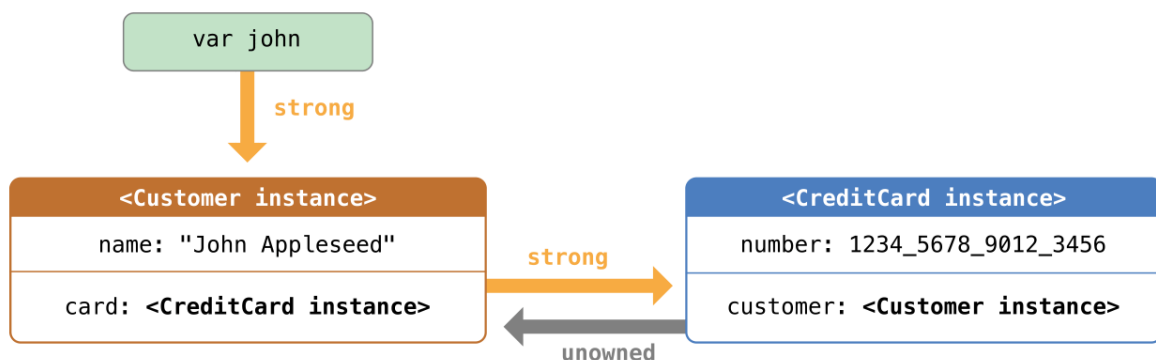 var john
strong
<Customer instance>
name: "John Appleseed"
card: <CreditCard instance>
strong
unowned
<CreditCard instance>
number: 1234_5678_9012_3456
customer: <Customer instance>